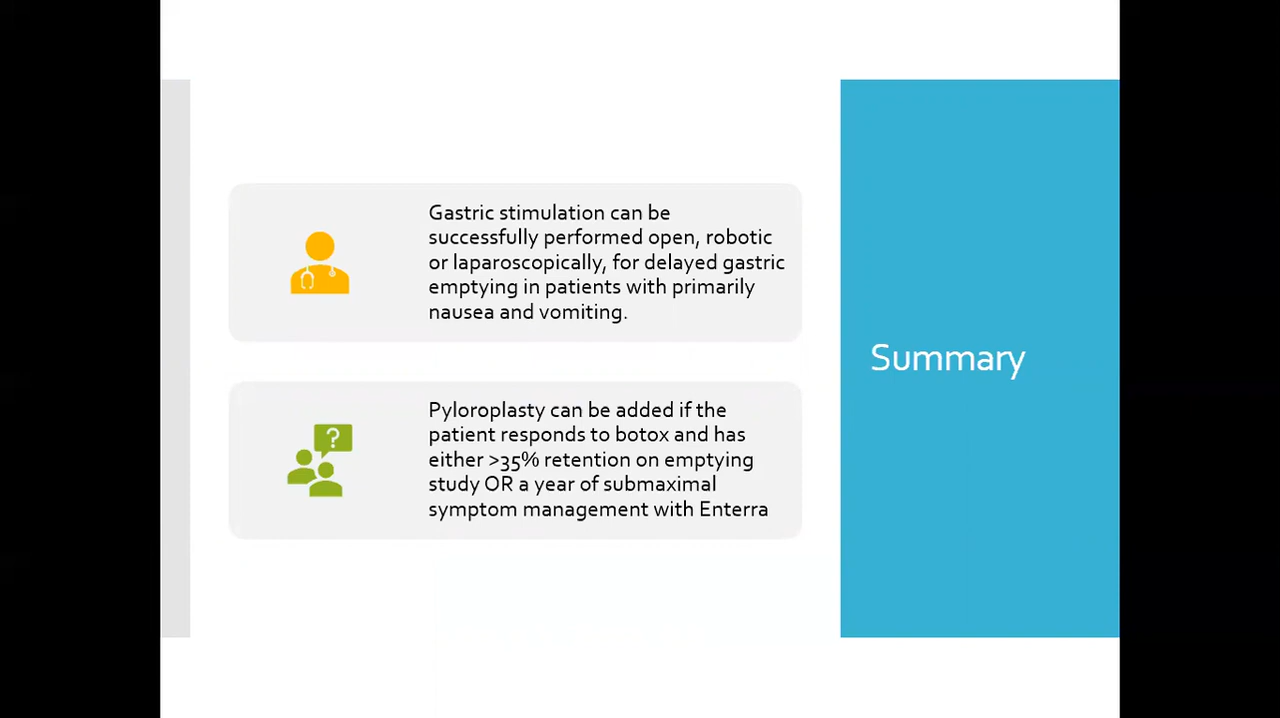 Gastric stimulation can be
successfully performed open, robotic
or laparoscopically, for delayed gastric
emptying in patients with primarily
nausea and vomiting.
?
Pyloroplasty can be added if the
patient responds to botox and has
either >35% retention on emptying
study OR a year of submaximal
symptom management with Enterra
Summary